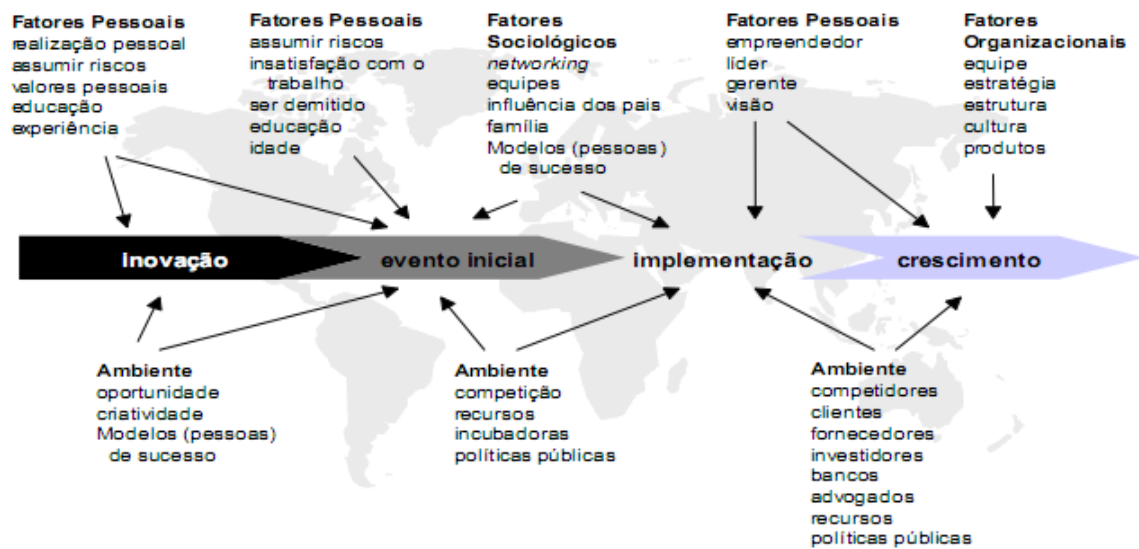 Fatores Pessoais
realização pessoal
assumir riscos
valores pessoais
educação
experiência
Fatores Pessoais
assumir riscos
insatisfação com o
trabalho
ser demitido
educação
idade
Fatores
Sociológicos
networking
equipes
influência dos pais
família
Modelos (pessoas)
de sucesso
Fatores Pessoais
empreendedor
líder
gerente
visão
Fatores
Organizacionais
equipe
estratégia
estrutura
cultura
produtos
inovação
evento inicial
implementação
crescimento
Ambiente
oportunidade
criatividade
Modelos (pessoas)
de sucesso
Ambiente
competição
recursos
incubadoras
políticas públicas
Ambiente
competidores
clientes
fornecedores
investidores
bancos
advogados
recursos
políticas públicas